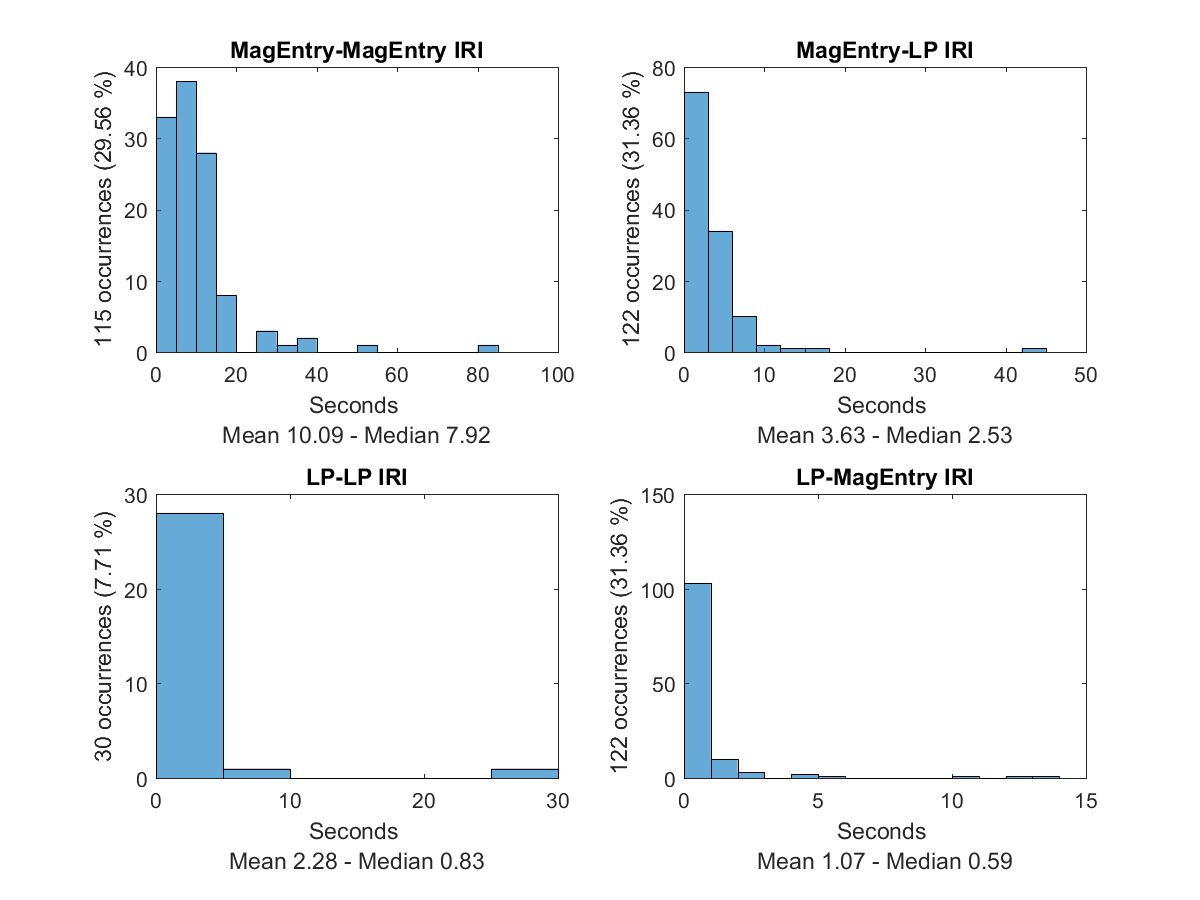 MagEntry-MagEntry IRI
115 occurrences (29.56 %)
40
30
20
10
0
0 20 40 60 80 100
Seconds
Mean 10.09 - Median 7.92
MagEntry-LP IRI
122 occurrences (31.36 %)
80
60
40
20
0
0 10 20 30 40 50
Seconds
Mean 3.63 - Median 2.53
LP-LP IRI
30 occurrences (7.71 %)
30
20
10
0
0 10 20 30
Seconds
Mean 2.28 - Median 0.83
LP-MagEntry IRI
122 occurrences (31.36 %)
150
100
50
0
0 5 10 15
Seconds
Mean 1.07 - Median 0.59